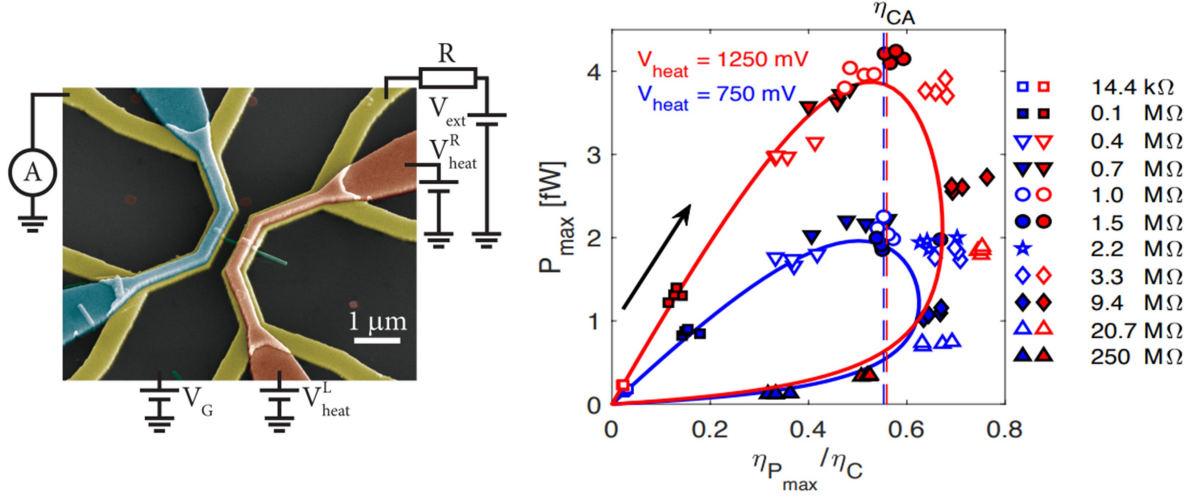 A
R
V_ext
V^R_heat
1 μm
V_G
V^L_heat
η_CA
V_heat = 1250 mV
V_heat = 750 mV
P_max [fW]
4
3
2
1
0
0 0.2 0.4 0.6 0.8
η_P_max / η_C
14.4 kΩ
0.1 MΩ
0.4 MΩ
0.7 MΩ
1.0 MΩ
1.5 MΩ
2.2 MΩ
3.3 MΩ
9.4 MΩ
20.7 MΩ
250 MΩ